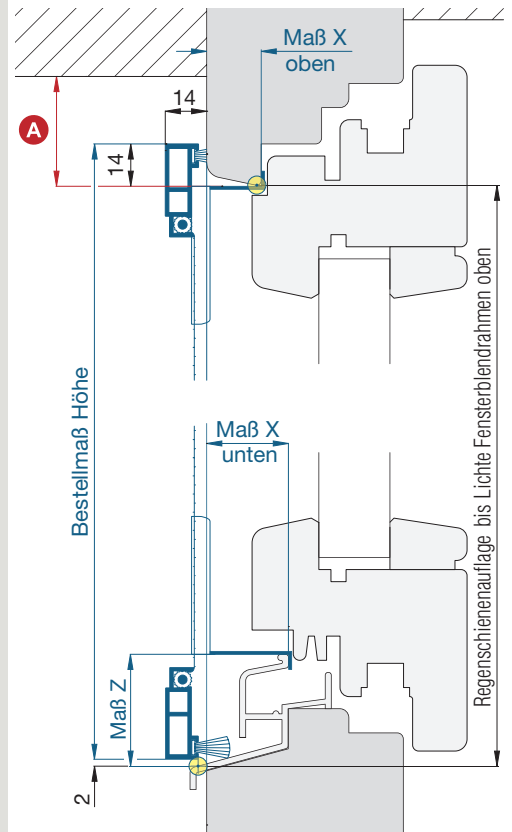 Maß X
oben
14
A
14
Bestellmaß Höhe
Regenschienenauflage bis Lichte Fensterblendrahmen oben
Maß X
unten
Maß Z
2